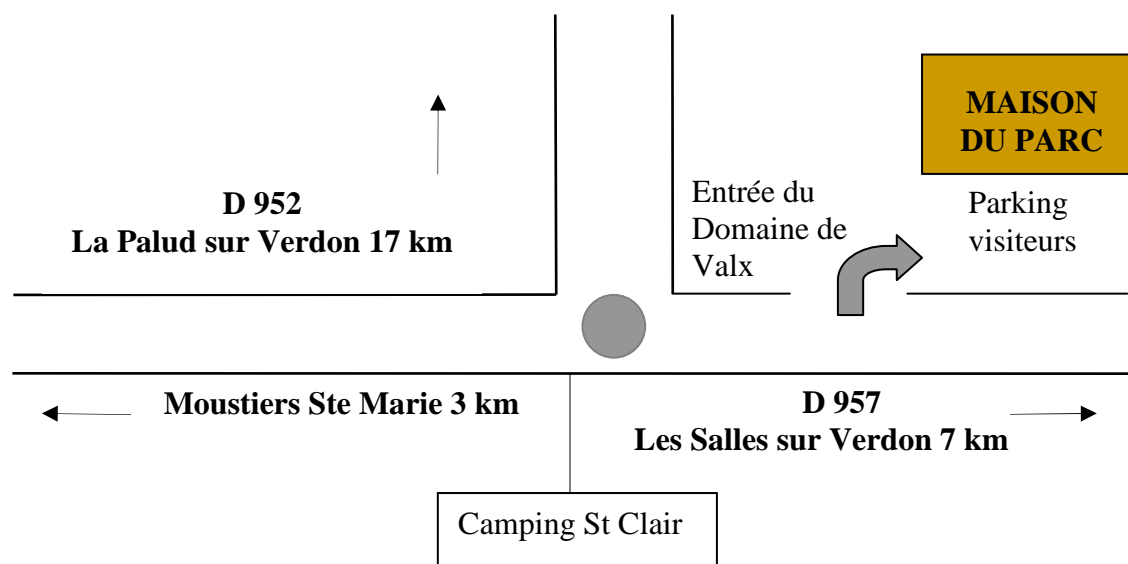 MAISON
DU PARC
D 952
La Palud sur Verdon 17 km
Entrée du
Domaine de
Valx
Parking
visiteurs
Moustiers Ste Marie 3 km
D 957
Les Salles sur Verdon 7 km
Camping St Clair